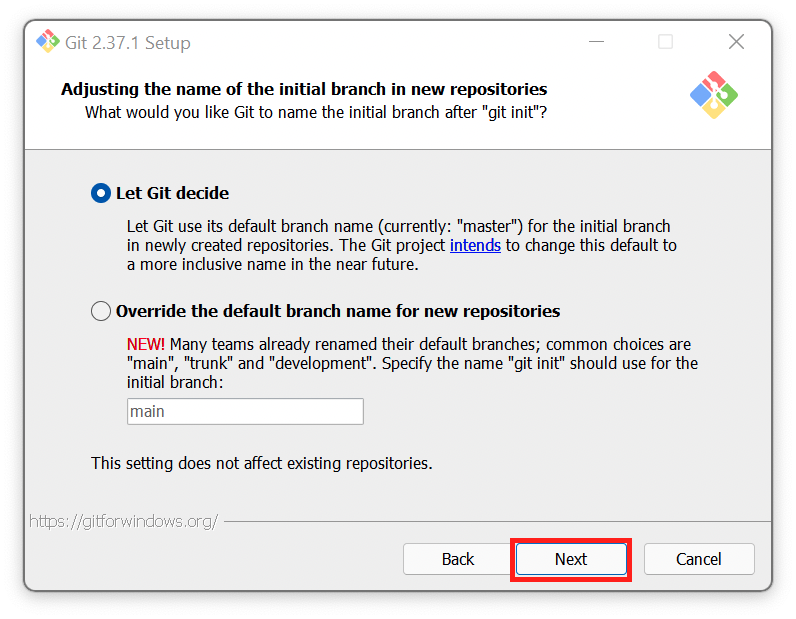 Git 2.37.1 Setup
Adjusting the name of the initial branch in new repositories
What would you like Git to name the initial branch after "git init"?
Let Git decide
Let Git use its default branch name (currently: "master") for the initial branch
in newly created repositories. The Git project intends to change this default to
a more inclusive name in the near future.
Override the default branch name for new repositories
NEW! Many teams already renamed their default branches; common choices are
"main", "trunk" and "development". Specify the name "git init" should use for the
initial branch:
main
This setting does not affect existing repositories.
https://gitforwindows.org/
Back Next Cancel